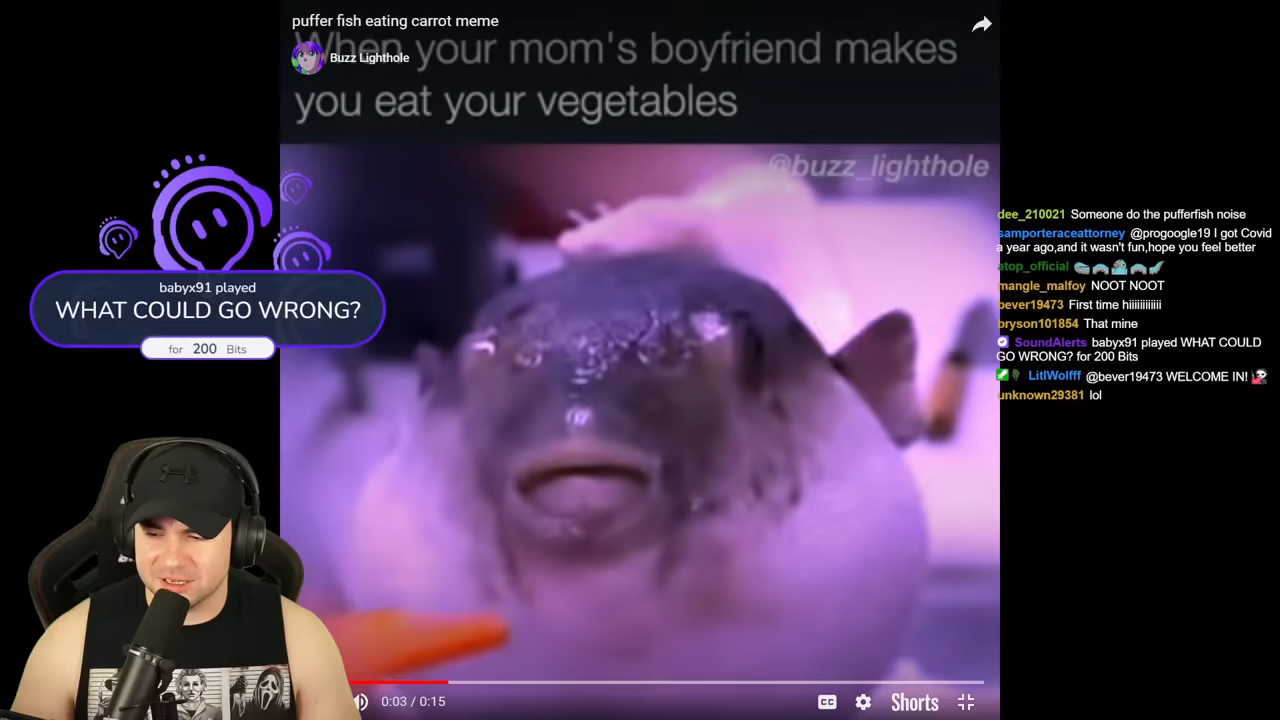 puffer fish eating carrot meme
When your mom's boyfriend makes
Buzz Lighthole
you eat your vegetables
@buzz_lighthole
babyx91 played
WHAT COULD GO WRONG?
for 200 Bits
dee_210021 Someone do the pufferfish noise
samporteraceattorney @progoogle19 I got Covid
a year ago,and it wasn't fun,hope you feel better
atop_official
mangle_malfoy NOOT NOOT
bever19473 First time hiiiiiiiiiiii
bryson101854 That mine
SoundAlerts babyx91 played WHAT COULD
GO WRONG? for 200 Bits
LitlWolfff @bever19473 WELCOME IN!
unknown29381 lol
0:03 / 0:15
CC
Shorts